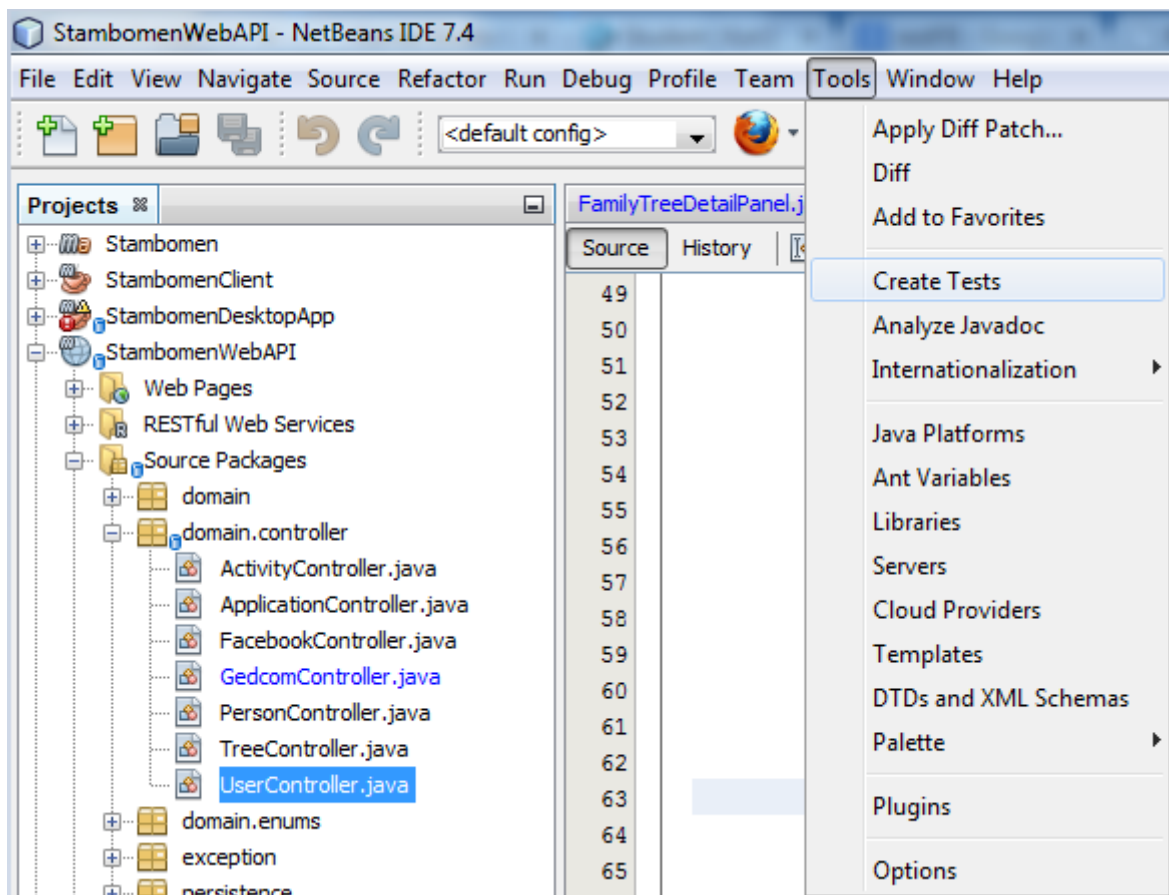 StambomenWebAPI - NetBeans IDE 7.4
File Edit View Navigate Source Refactor Run Debug Profile Team Tools Window Help
<default config>
Projects
Stambomen
StambomenClient
StambomenDesktopApp
StambomenWebAPI
Web Pages
RESTful Web Services
Source Packages
domain
domain.controller
ActivityController.java
ApplicationController.java
FacebookController.java
GedcomController.java
PersonController.java
TreeController.java
UserController.java
domain.enums
exception
persistence
FamilyTreeDetailPanel.j
Source History
49
50
51
52
53
54
55
56
57
58
59
60
61
62
63
64
65
Apply Diff Patch...
Diff
Add to Favorites
Create Tests
Analyze Javadoc
Internationalization
Java Platforms
Ant Variables
Libraries
Servers
Cloud Providers
Templates
DTDs and XML Schemas
Palette
Plugins
Options